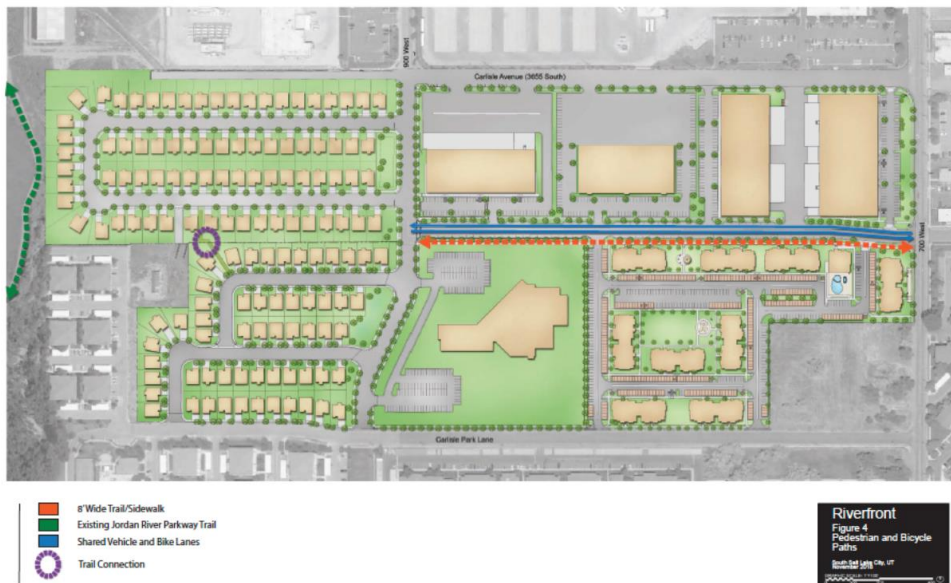 900 West
Carlisle Avenue (3655 South)
700 West
Carlisle Park Lane
8' Wide Trail/Sidewalk
Existing Jordan River Parkway Trail
Shared Vehicle and Bike Lanes
Trail Connection
Riverfront
Figure 4
Pedestrian and Bicycle
Paths
South Salt Lake City, UT
November 2015